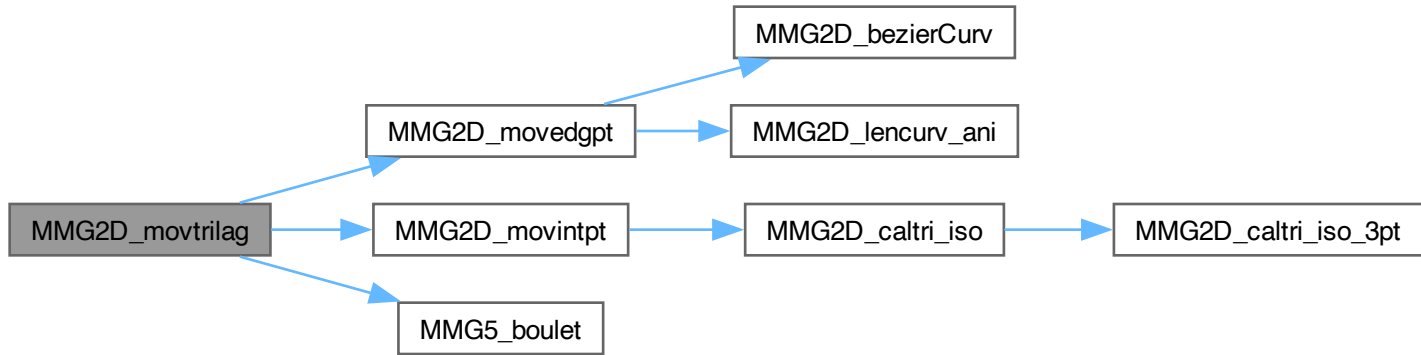 MMG2D_bezierCurv
MMG2D_movedgpt
MMG2D_lencurv_ani
MMG2D_movtrilag
MMG2D_movintpt
MMG2D_caltri_iso
MMG2D_caltri_iso_3pt
MMG5_boulet